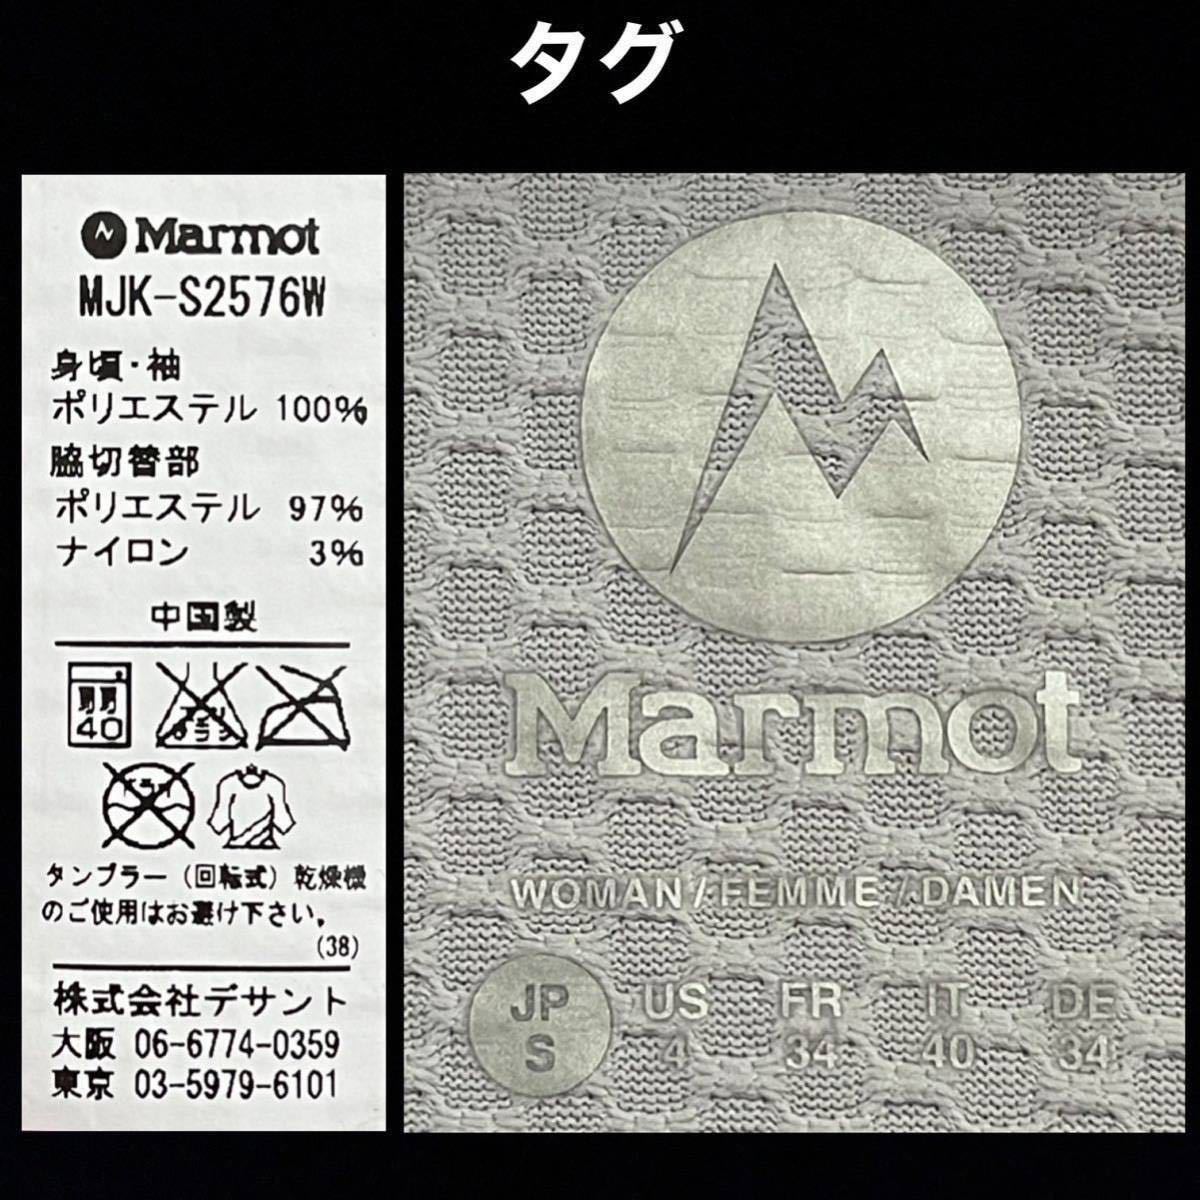 タグ
Marmot
MJK-S2576W
身頃・袖
ポリエステル 100%
脇切替部
ポリエステル 97%
ナイロン 3%
中国製
40
タンブラー(回転式)乾燥機
のご使用はお避け下さい。
(38)
株式会社デサント
大阪 06-6774-0359
東京 03-5979-6101
Marmot
WOMAN/FEMME/DAMEN
JP US FR IT DE
S 4 34 40 34